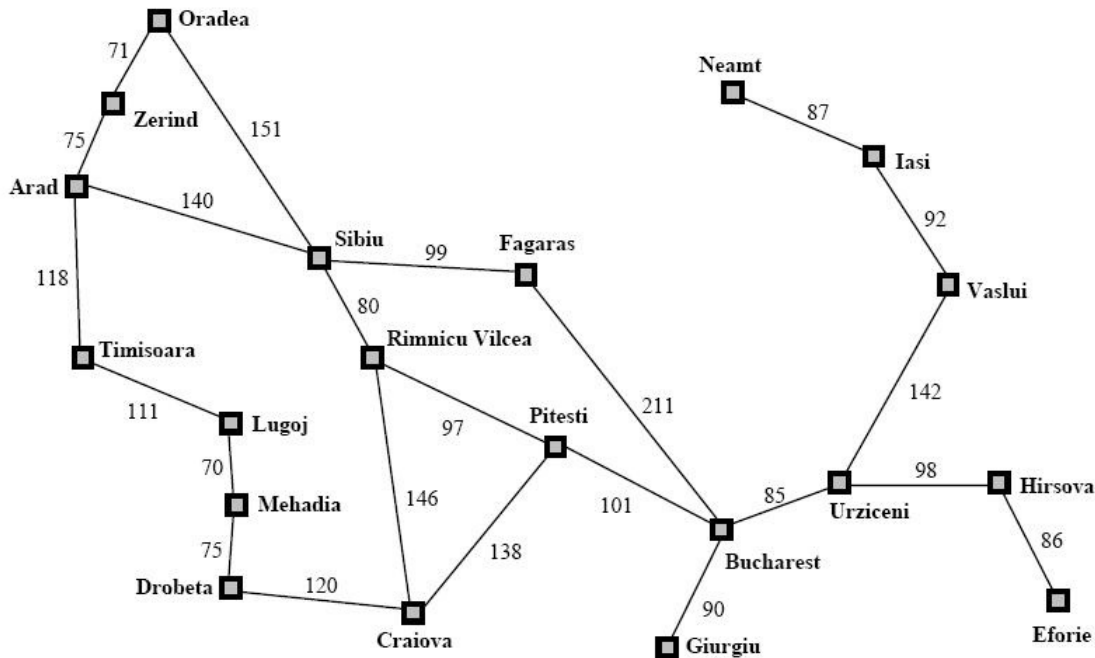 Oradea
71
Neamt
Zerind
87
75
151
Iasi
Arad
140
92
Sibiu
99
Fagaras
118
Vaslui
80
Timisoara
Rimnicu Vilcea
142
111
211
Lugoj
97
Pitesti
70
98
Hirsova
Mehadia
146
101
85
Urziceni
86
75
138
Bucharest
Drobeta
120
90
Craiova
Giurgiu
Eforie